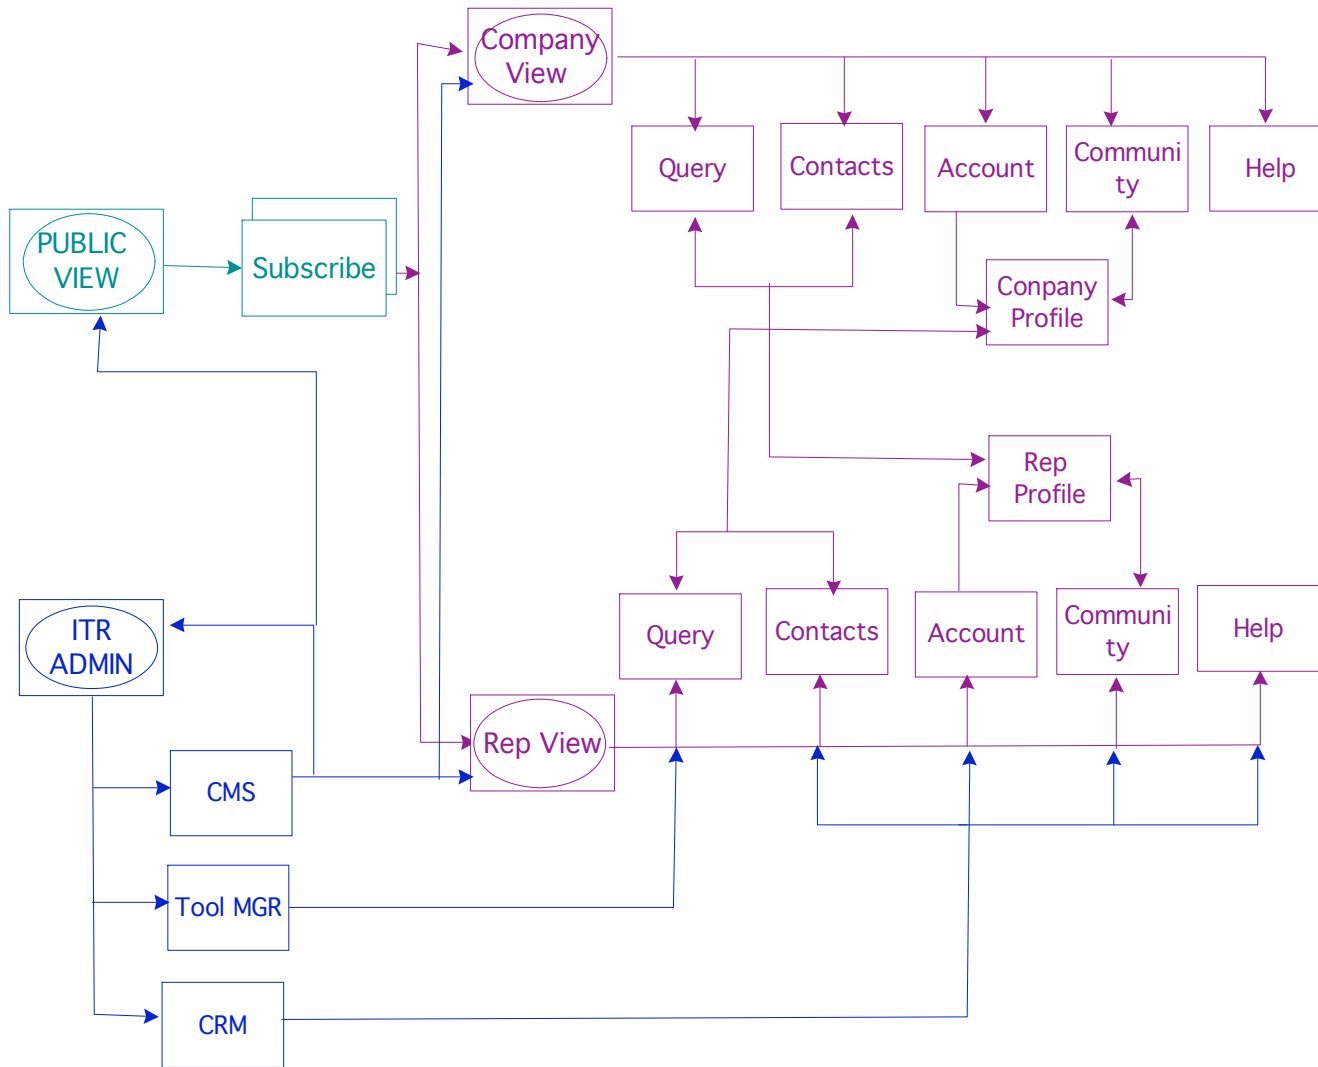 Company
View
Query
Contacts
Account
Communi
ty
Help
PUBLIC
VIEW
Subscribe
Conpany
Profile
Rep
Profile
ITR
ADMIN
Query
Contacts
Account
Communi
ty
Help
Rep View
CMS
Tool MGR
CRM